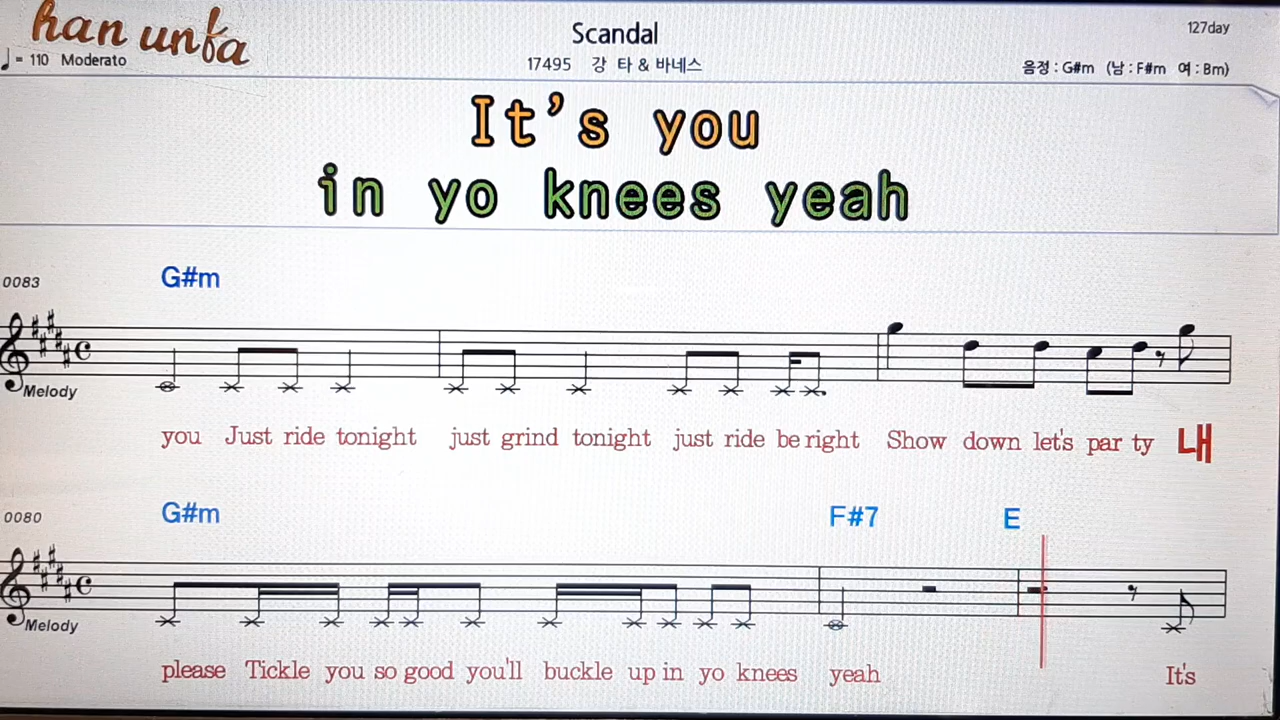 han unfa
Scandal
127day
♩ = 110 Moderato
17495 강 타 & 바네스
음정 : G#m (남 : F#m 여 : Bm)
It's you
in yo knees yeah
0083
G#m
Melody
you Just ride tonight just grind tonight just ride be right Show down let's par ty 내
0080
G#m F#7 E
Melody
please Tickle you so good you'll buckle up in yo knees yeah It's